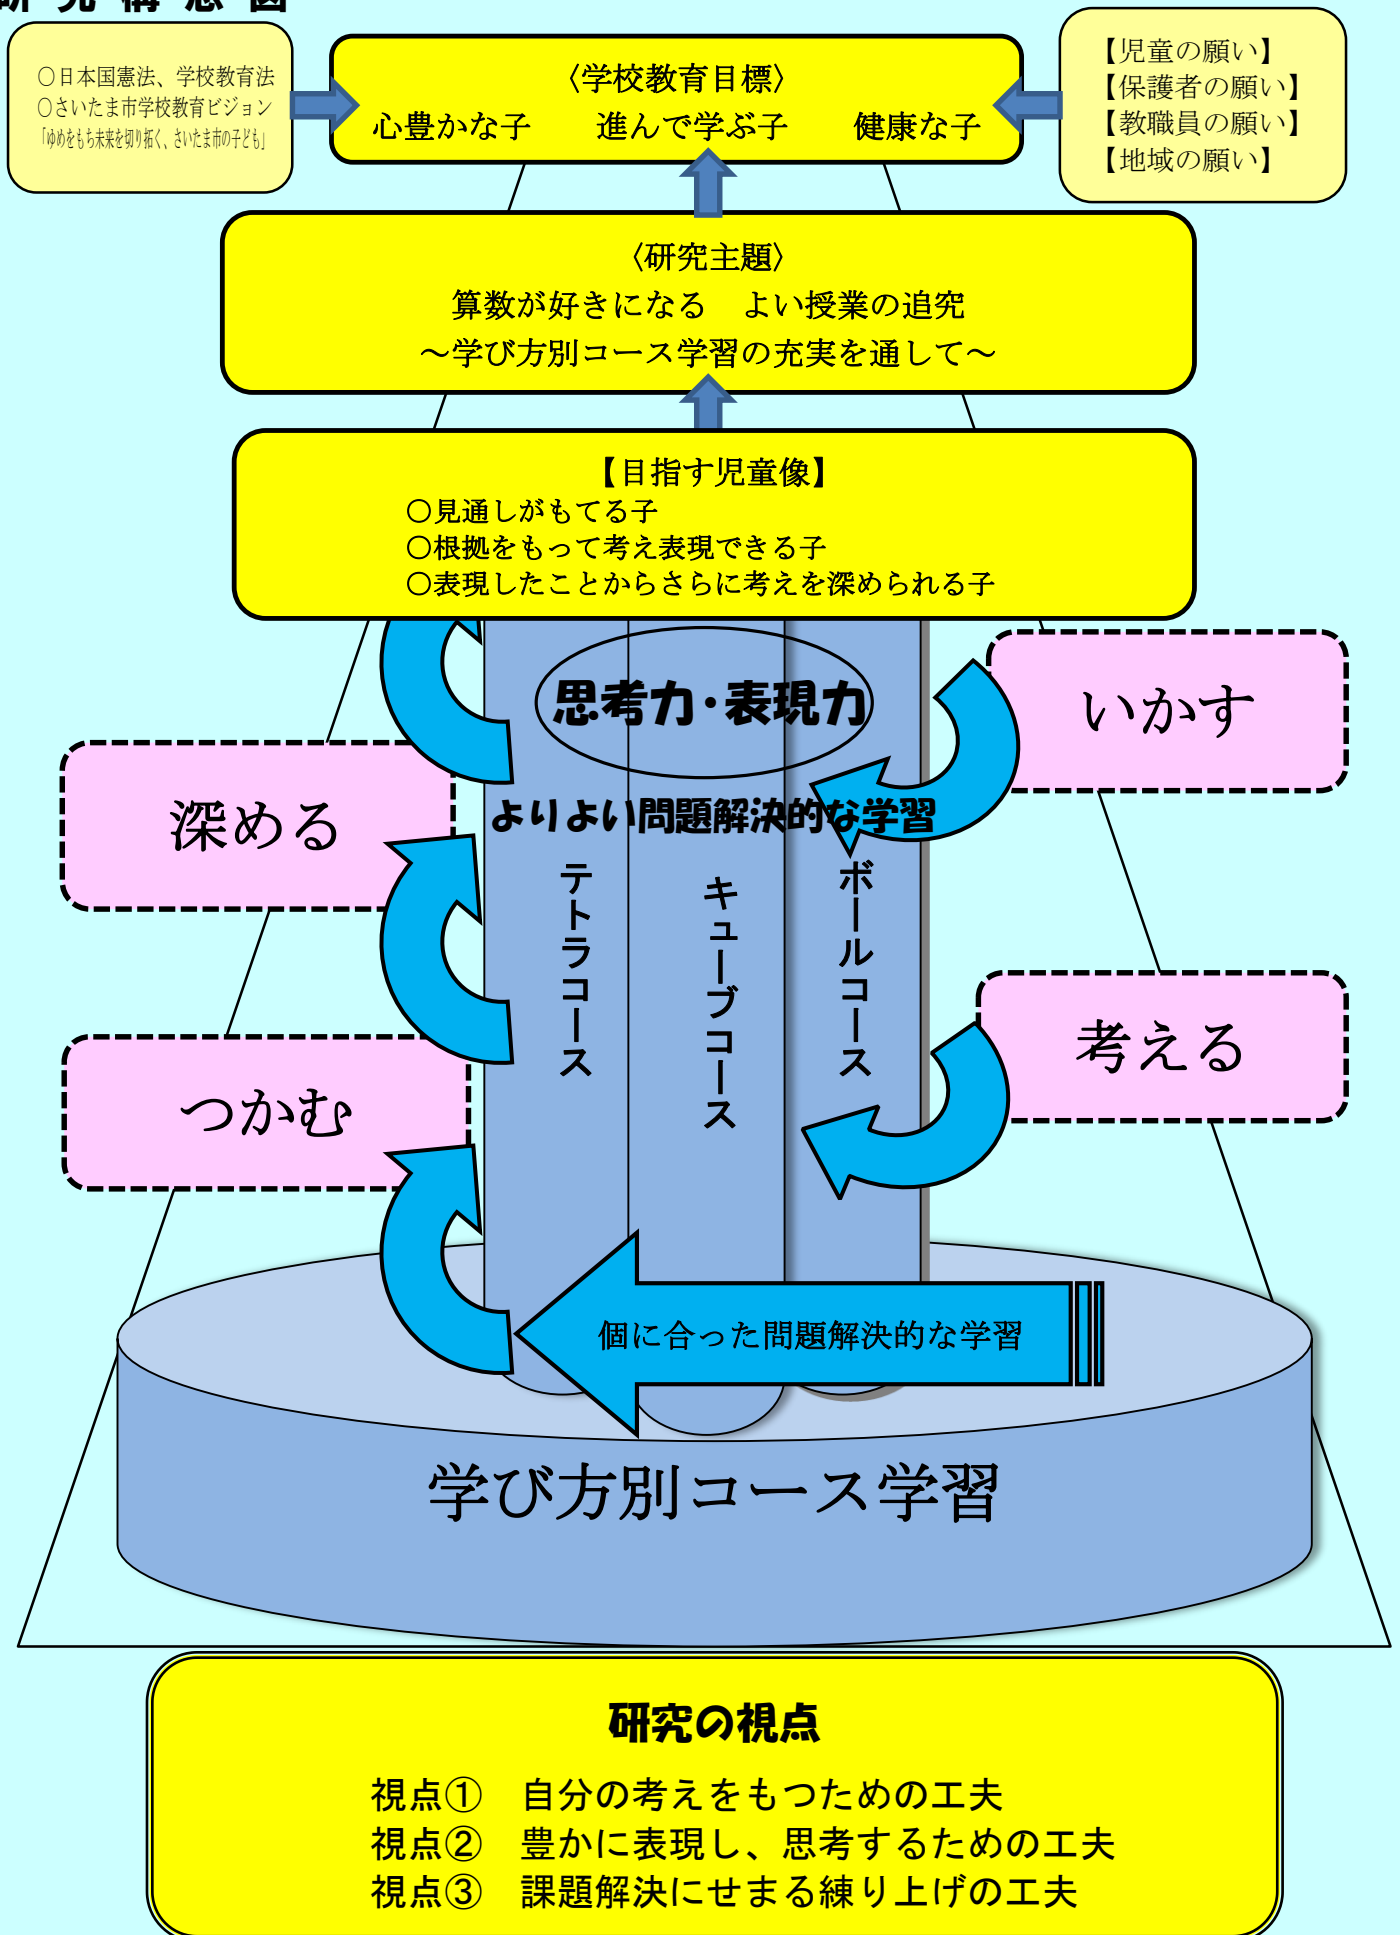 研究構想図
〇日本国憲法、学校教育法
〇さいたま市学校教育ビジョン
「ゆめをもち未来を切り拓く、さいたま市の子ども」
〈学校教育目標〉
心豊かな子　進んで学ぶ子　健康な子
【児童の願い】
【保護者の願い】
【教職員の願い】
【地域の願い】
〈研究主題〉
算数が好きになる　よい授業の追究
～学び方別コース学習の充実を通して～
【目指す児童像】
〇見通しがもてる子
〇根拠をもって考え表現できる子
〇表現したことからさらに考えを深められる子
思考力・表現力
いかす
深める
よりよい問題解決的な学習
テトラコース
キューブコース
ボールコース
考える
つかむ
個に合った問題解決的な学習
学び方別コース学習
研究の視点
視点①　自分の考えをもつための工夫
視点②　豊かに表現し、思考するための工夫
視点③　課題解決にせまる練り上げの工夫